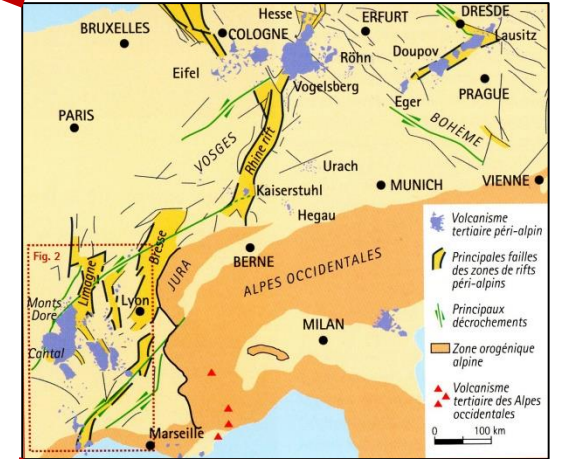 BRUXELLES
Hesse
COLOGNE
ERFURT
DRESDE
Lausitz
Doupov
Eifel
Röhn
Vogelsberg
Eger
PRAGUE
PARIS
BOHÊME
VOSGES
Rhine rift
Urach
Kaiserstuhl
MUNICH
VIENNE
Hegau
Fig. 2
Limagne
Bresse
JURA
BERNE
ALPES OCCIDENTALES
Monts
Dore
Lyon
Cantal
MILAN
Marseille
Volcanisme
tertiaire péri-alpin
Principales failles
des zones de rifts
péri-alpins
Principaux
décrochements
Zone orogénique
alpine
Volcanisme
tertiaire des Alpes
occidentales
0 100 km